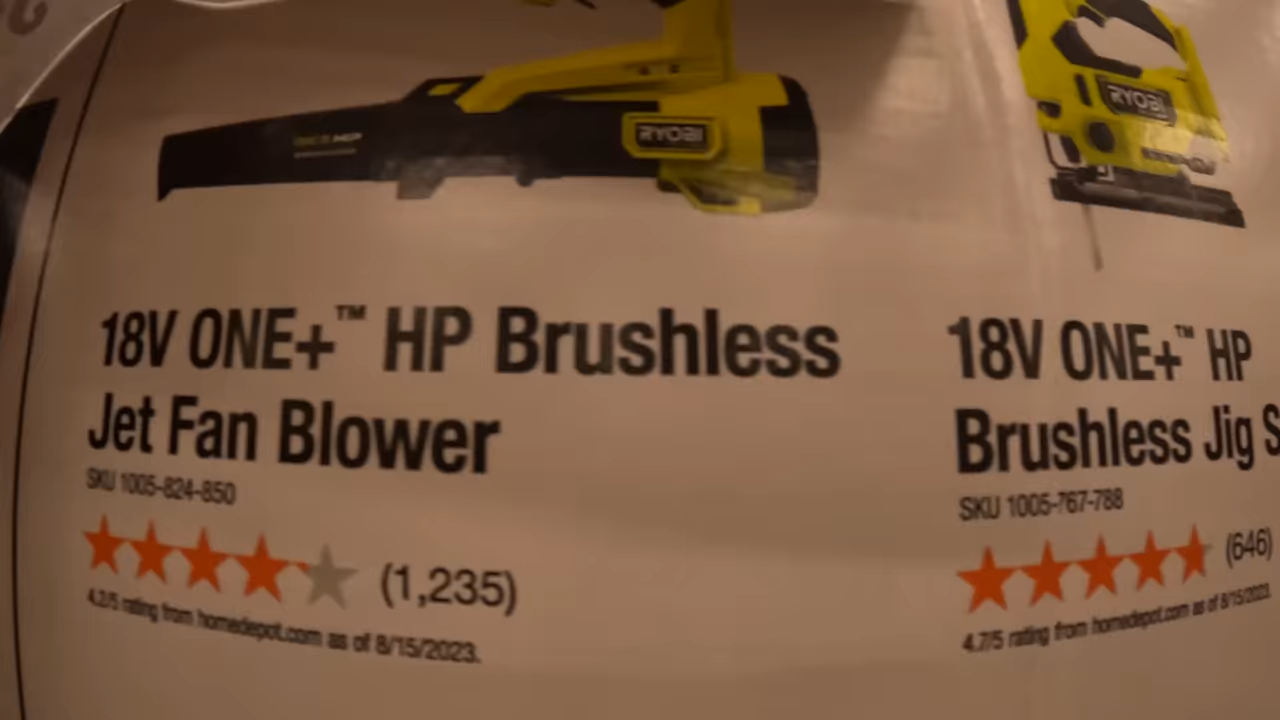 RYOBI
RYOBI
18V ONE+™ HP Brushless
Jet Fan Blower
SKU 1005-824-850
(1,235)
4.2/5 rating from homedepot.com as of 8/15/2023.
18V ONE+™ HP
Brushless Jig S
SKU 1005-767-788
(646)
4.7/5 rating from homedepot.com as of 8/15/2023.